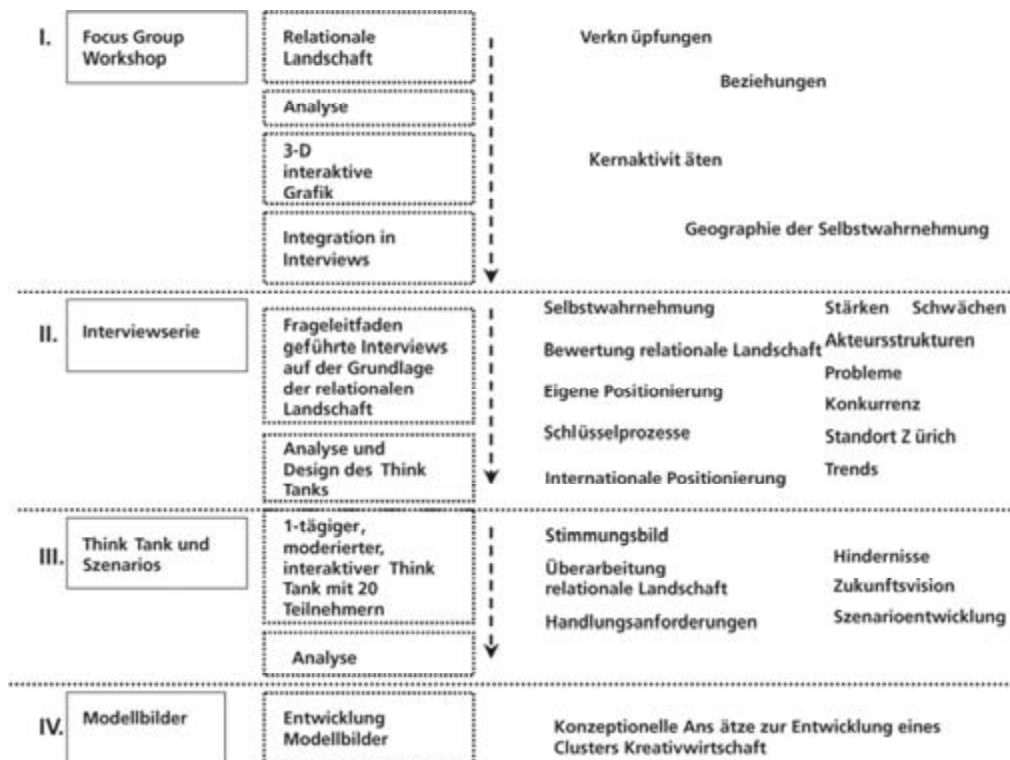 I.
Focus Group
Workshop
Relationale
Landschaft
Analyse
3-D
interaktive
Grafik
Integration in
Interviews
Verkn üpfungen
Beziehungen
Kernaktivit äten
Geographie der Selbstwahrnehmung
II.
Interviewserie
Frageleitfaden
geführte Interviews
auf der Grundlage
der relationalen
Landschaft
Analyse und
Design des Think
Tanks
Selbstwahrnehmung
Bewertung relationale Landschaft
Eigene Positionierung
Schlüsselprozesse
Internationale Positionierung
Stärken Schwächen
Akteursstrukturen
Probleme
Konkurrenz
Standort Z ürich
Trends
III.
Think Tank und
Szenarios
1-tägiger,
moderierter,
interaktiver Think
Tank mit 20
Teilnehmern
Analyse
Stimmungsbild
Überarbeitung
relationale Landschaft
Handlungsanforderungen
Hindernisse
Zukunftsvision
Szenarioentwicklung
IV.
Modellbilder
Entwicklung
Modellbilder
Konzeptionelle Ans ätze zur Entwicklung eines
Clusters Kreativwirtschaft